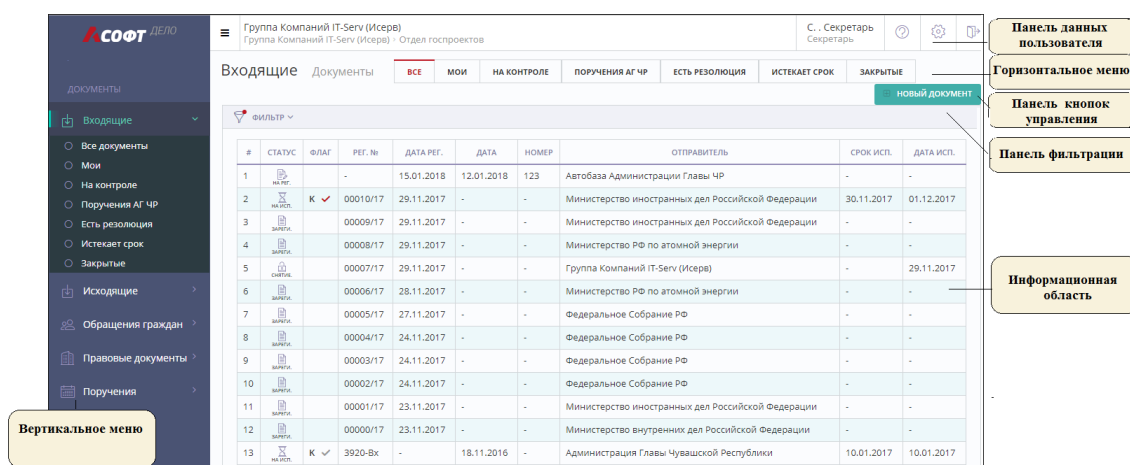 АСОФТ ДЕЛО
Группа Компаний IT-Serv (Исерв)
Группа Компаний IT-Serv (Исерв) › Отдел госпроектов
С. . Секретарь
Секретарь
Панель данных
пользователя
Входящие Документы
ВСЕ МОИ НА КОНТРОЛЕ ПОРУЧЕНИЯ АГ ЧР ЕСТЬ РЕЗОЛЮЦИЯ ИСТЕКАЕТ СРОК ЗАКРЫТЫЕ
Горизонтальное меню
ДОКУМЕНТЫ
НОВЫЙ ДОКУМЕНТ
Панель кнопок
управления
ФИЛЬТР
Панель фильтрации
Входящие
Все документы
Мои
На контроле
Поручения АГ ЧР
Есть резолюция
Истекает срок
Закрытые
Исходящие
Обращения граждан
Правовые документы
Поручения
Вертикальное меню
# СТАТУС ФЛАГ РЕГ. № ДАТА РЕГ. ДАТА НОМЕР ОТПРАВИТЕЛЬ СРОК ИСП. ДАТА ИСП.
1 НА РЕГ. - 15.01.2018 12.01.2018 123 Автобаза Администрации Главы ЧР - -
2 НА ИСП. К 00010/17 29.11.2017 - - Министерство иностранных дел Российской Федерации 30.11.2017 01.12.2017
3 ЗАРЕГИ. 00009/17 29.11.2017 - - Министерство иностранных дел Российской Федерации - -
4 ЗАРЕГИ. 00008/17 29.11.2017 - - Министерство РФ по атомной энергии - -
5 СНЯТИЕ. 00007/17 29.11.2017 - - Группа Компаний IT-Serv (Исерв) - 29.11.2017
6 ЗАРЕГИ. 00006/17 28.11.2017 - - Министерство РФ по атомной энергии - -
7 ЗАРЕГИ. 00005/17 27.11.2017 - - Федеральное Собрание РФ - -
8 ЗАРЕГИ. 00004/17 24.11.2017 - - Федеральное Собрание РФ - -
9 ЗАРЕГИ. 00003/17 24.11.2017 - - Федеральное Собрание РФ - -
10 ЗАРЕГИ. 00002/17 24.11.2017 - - Федеральное Собрание РФ - -
11 ЗАРЕГИ. 00001/17 23.11.2017 - - Министерство иностранных дел Российской Федерации - -
12 ЗАРЕГИ. 00000/17 23.11.2017 - - Министерство внутренних дел Российской Федерации - -
13 НА ИСП. К 3920-Вх - 18.11.2016 - Администрация Главы Чувашской Республики 10.01.2017 10.01.2017
Информационная
область